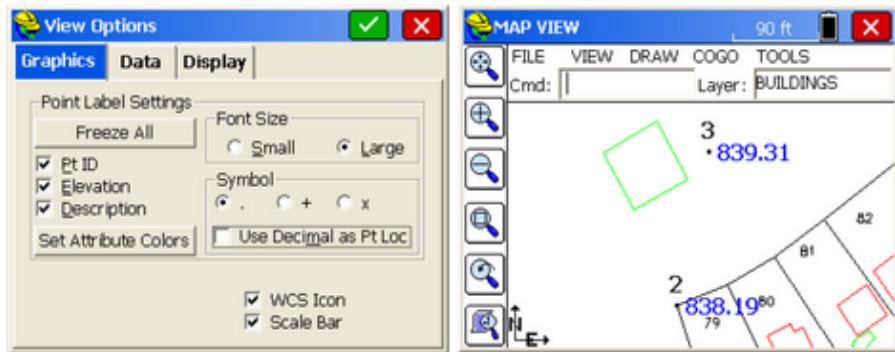 View Options
Graphics Data Display
Point Label Settings
Freeze All
Pt ID
Elevation
Description
Set Attribute Colors
Font Size
Small Large
Symbol
. + x
Use Decimal as Pt Loc
WCS Icon
Scale Bar
MAP VIEW 90 ft
FILE VIEW DRAW COGO TOOLS
Cmd: Layer: BUILDINGS
3
839.31
82
81
2
838.19 80
79
N
E